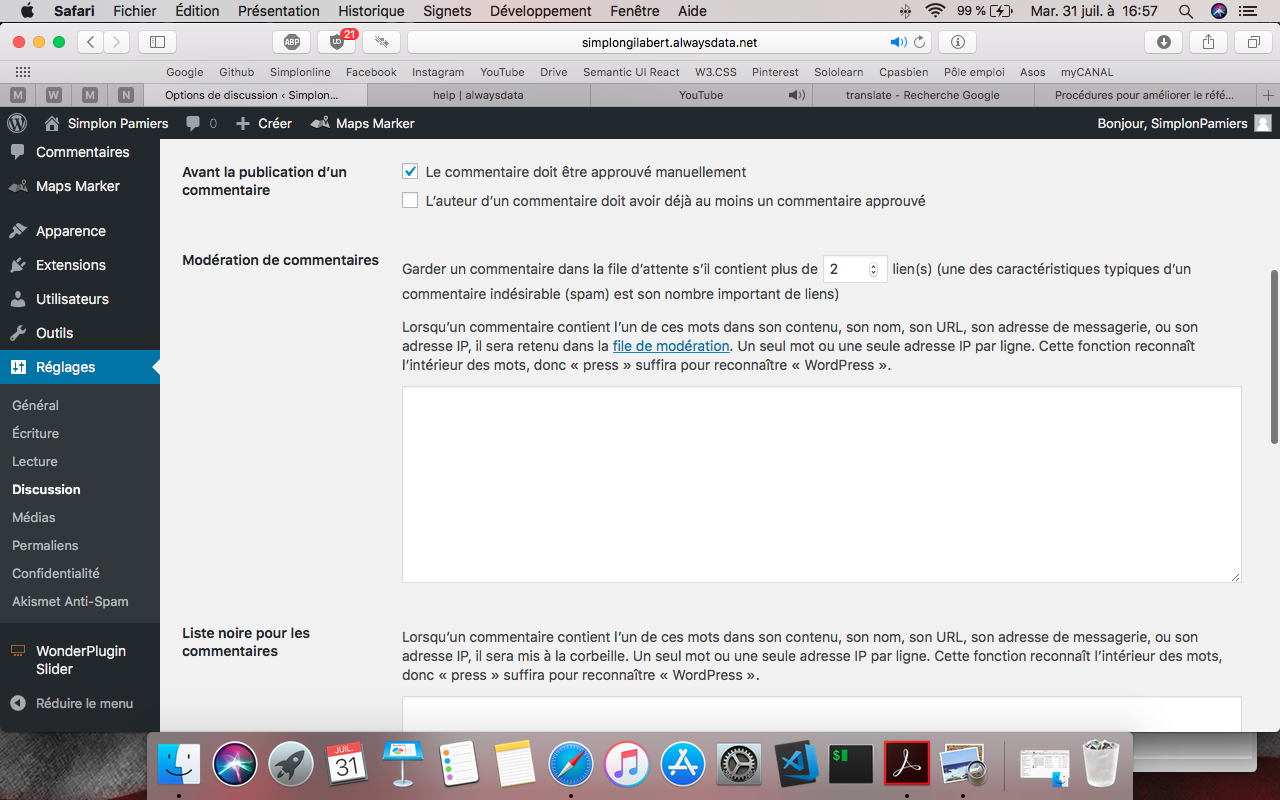 Safari Fichier Édition Présentation Historique Signets Développement Fenêtre Aide 99 % Mar. 31 juil. à 16:57
ABP 21 simplongilabert.alwaysdata.net
Google Github Simplonline Facebook Instagram YouTube Drive Semantic UI React W3.CSS Pinterest Sololearn Cpasbien Pôle emploi Asos myCANAL
M W M N Options de discussion ‹ Simplon... help | alwaysdata YouTube translate - Recherche Google Procédures pour améliorer le réfé...
Simplon Pamiers 0 Créer Maps Marker Bonjour, SimplonPamiers
Commentaires
Maps Marker
Apparence
Extensions
Utilisateurs
Outils
Réglages
Général
Écriture
Lecture
Discussion
Médias
Permaliens
Confidentialité
Akismet Anti-Spam
WonderPlugin
Slider
Réduire le menu
Avant la publication d’un
commentaire
Le commentaire doit être approuvé manuellement
L’auteur d’un commentaire doit avoir déjà au moins un commentaire approuvé
Modération de commentaires
Garder un commentaire dans la file d’attente s’il contient plus de 2 lien(s) (une des caractéristiques typiques d’un
commentaire indésirable (spam) est son nombre important de liens)
Lorsqu’un commentaire contient l’un de ces mots dans son contenu, son nom, son URL, son adresse de messagerie, ou son
adresse IP, il sera retenu dans la file de modération. Un seul mot ou une seule adresse IP par ligne. Cette fonction reconnaît
l’intérieur des mots, donc « press » suffira pour reconnaître « WordPress ».
Liste noire pour les
commentaires
Lorsqu’un commentaire contient l’un de ces mots dans son contenu, son nom, son URL, son adresse de messagerie, ou son
adresse IP, il sera mis à la corbeille. Un seul mot ou une seule adresse IP par ligne. Cette fonction reconnaît l’intérieur des mots,
donc « press » suffira pour reconnaître « WordPress ».
JUIL.
31
$